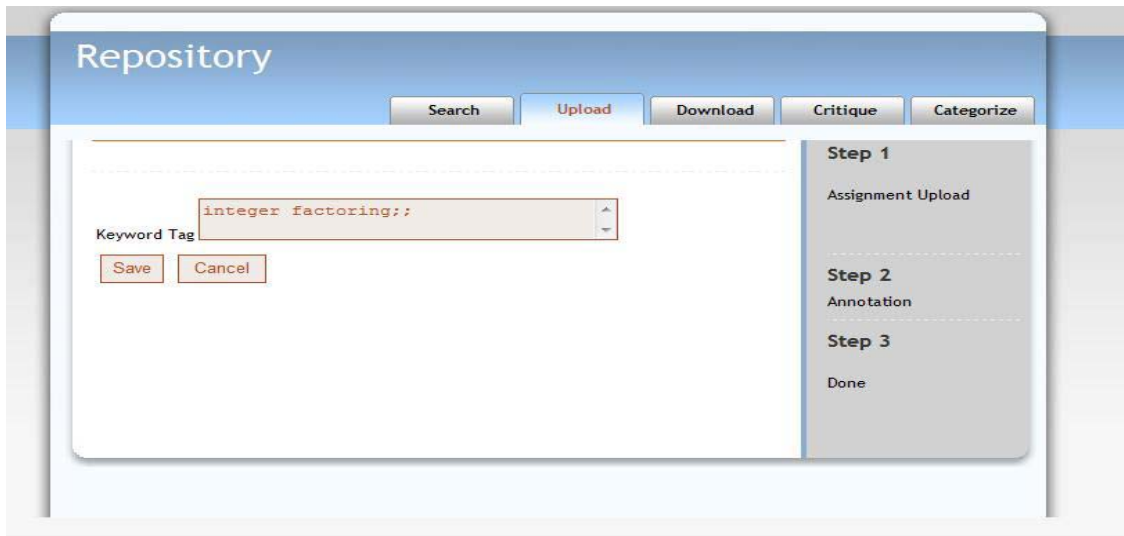 Repository
Search Upload Download Critique Categorize
Step 1
Assignment Upload
integer factoring;;
Keyword Tag
Save Cancel
Step 2
Annotation
Step 3
Done